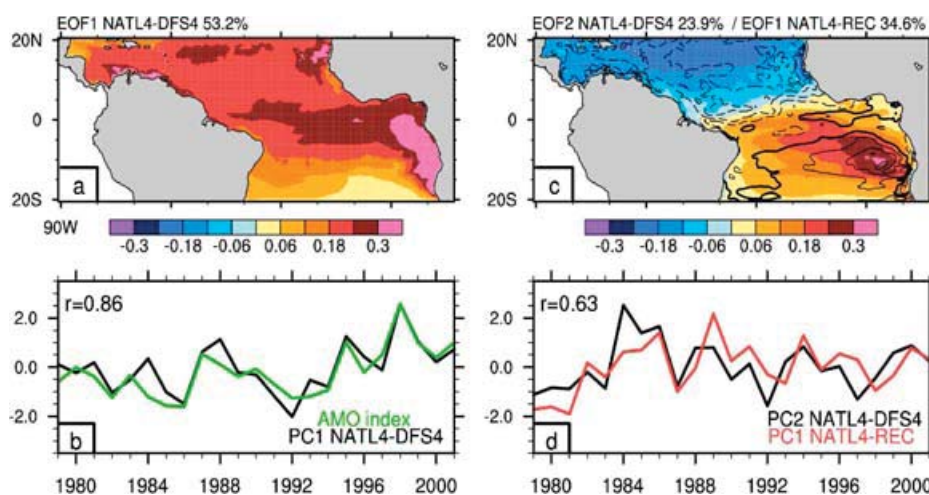 EOF1 NATL4-DFS4 53.2%
EOF2 NATL4-DFS4 23.9% / EOF1 NATL4-REC 34.6%
20N
0
20S
a
20N
0
20S
c
90W
-0.3 -0.18 -0.06 0.06 0.18 0.3
-0.3 -0.18 -0.06 0.06 0.18 0.3
r=0.86
2.0
0.0
-2.0
AMO index
PC1 NATL4-DFS4
b
1980 1984 1988 1992 1996 2000
r=0.63
2.0
0.0
-2.0
PC2 NATL4-DFS4
PC1 NATL4-REC
d
1980 1984 1988 1992 1996 2000